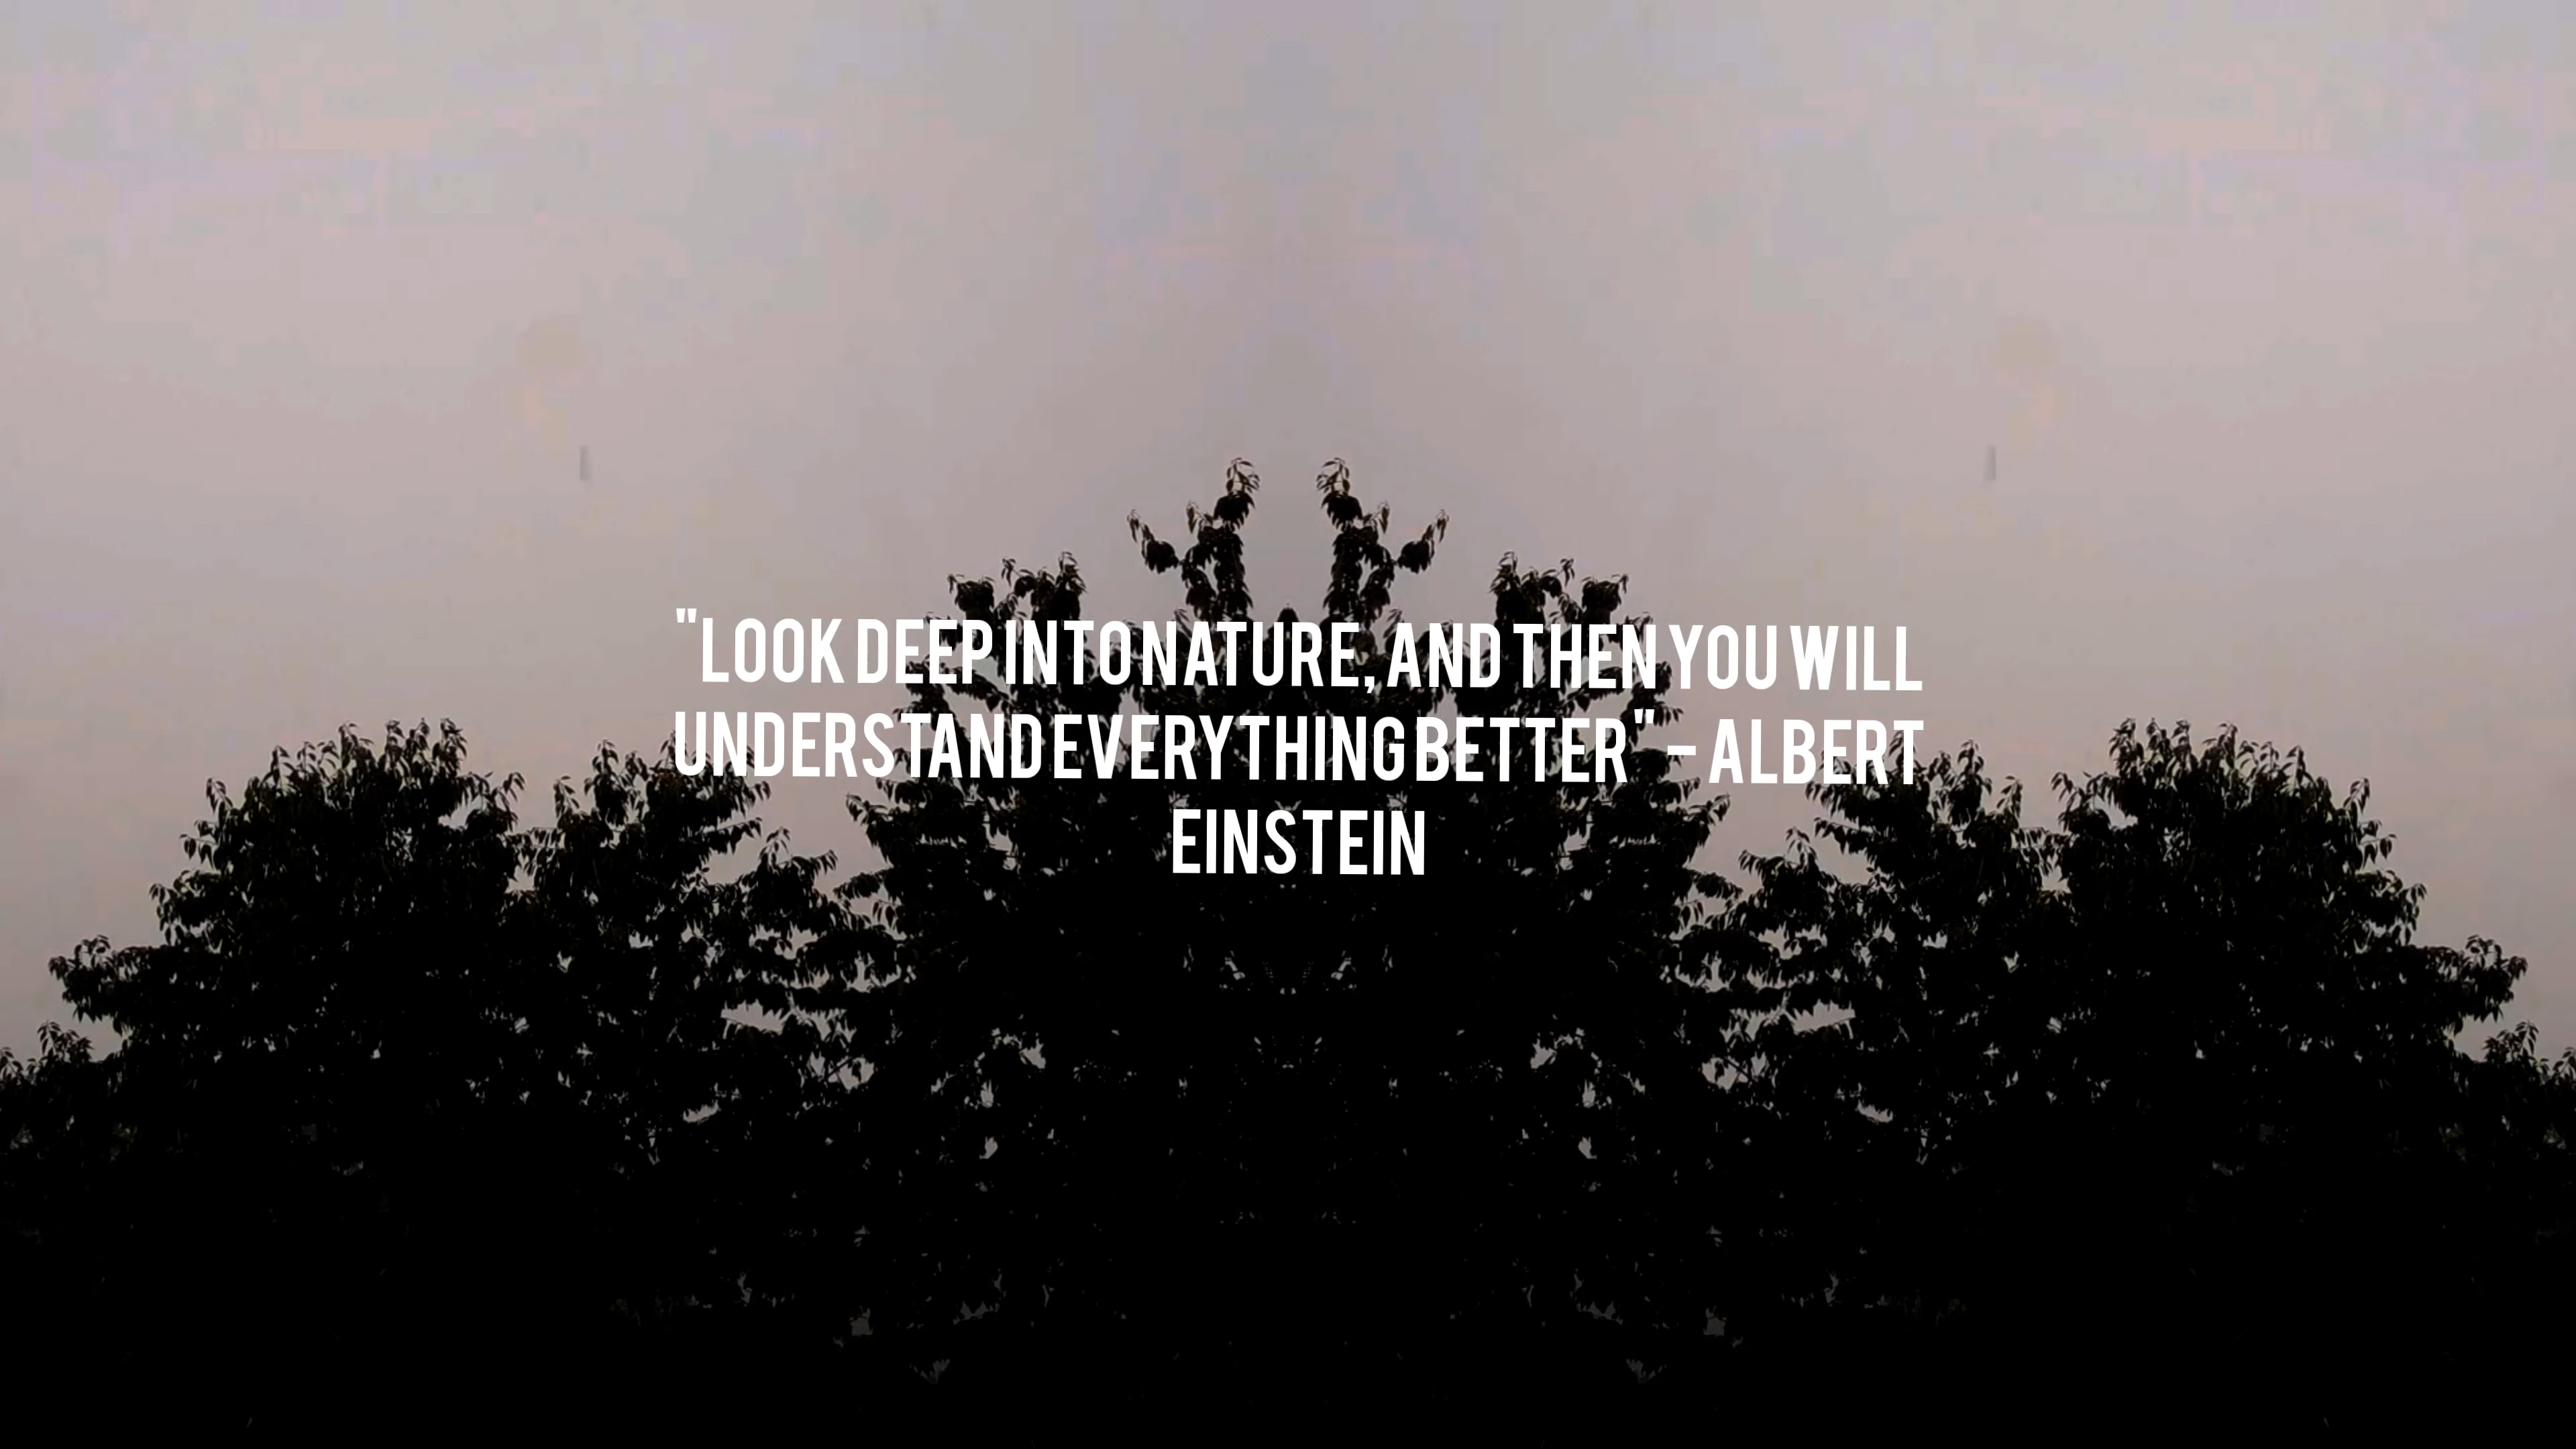 "LOOK DEEP INTO NATURE, AND THEN YOU WILL
UNDERSTAND EVERYTHING BETTER" - ALBERT
EINSTEIN